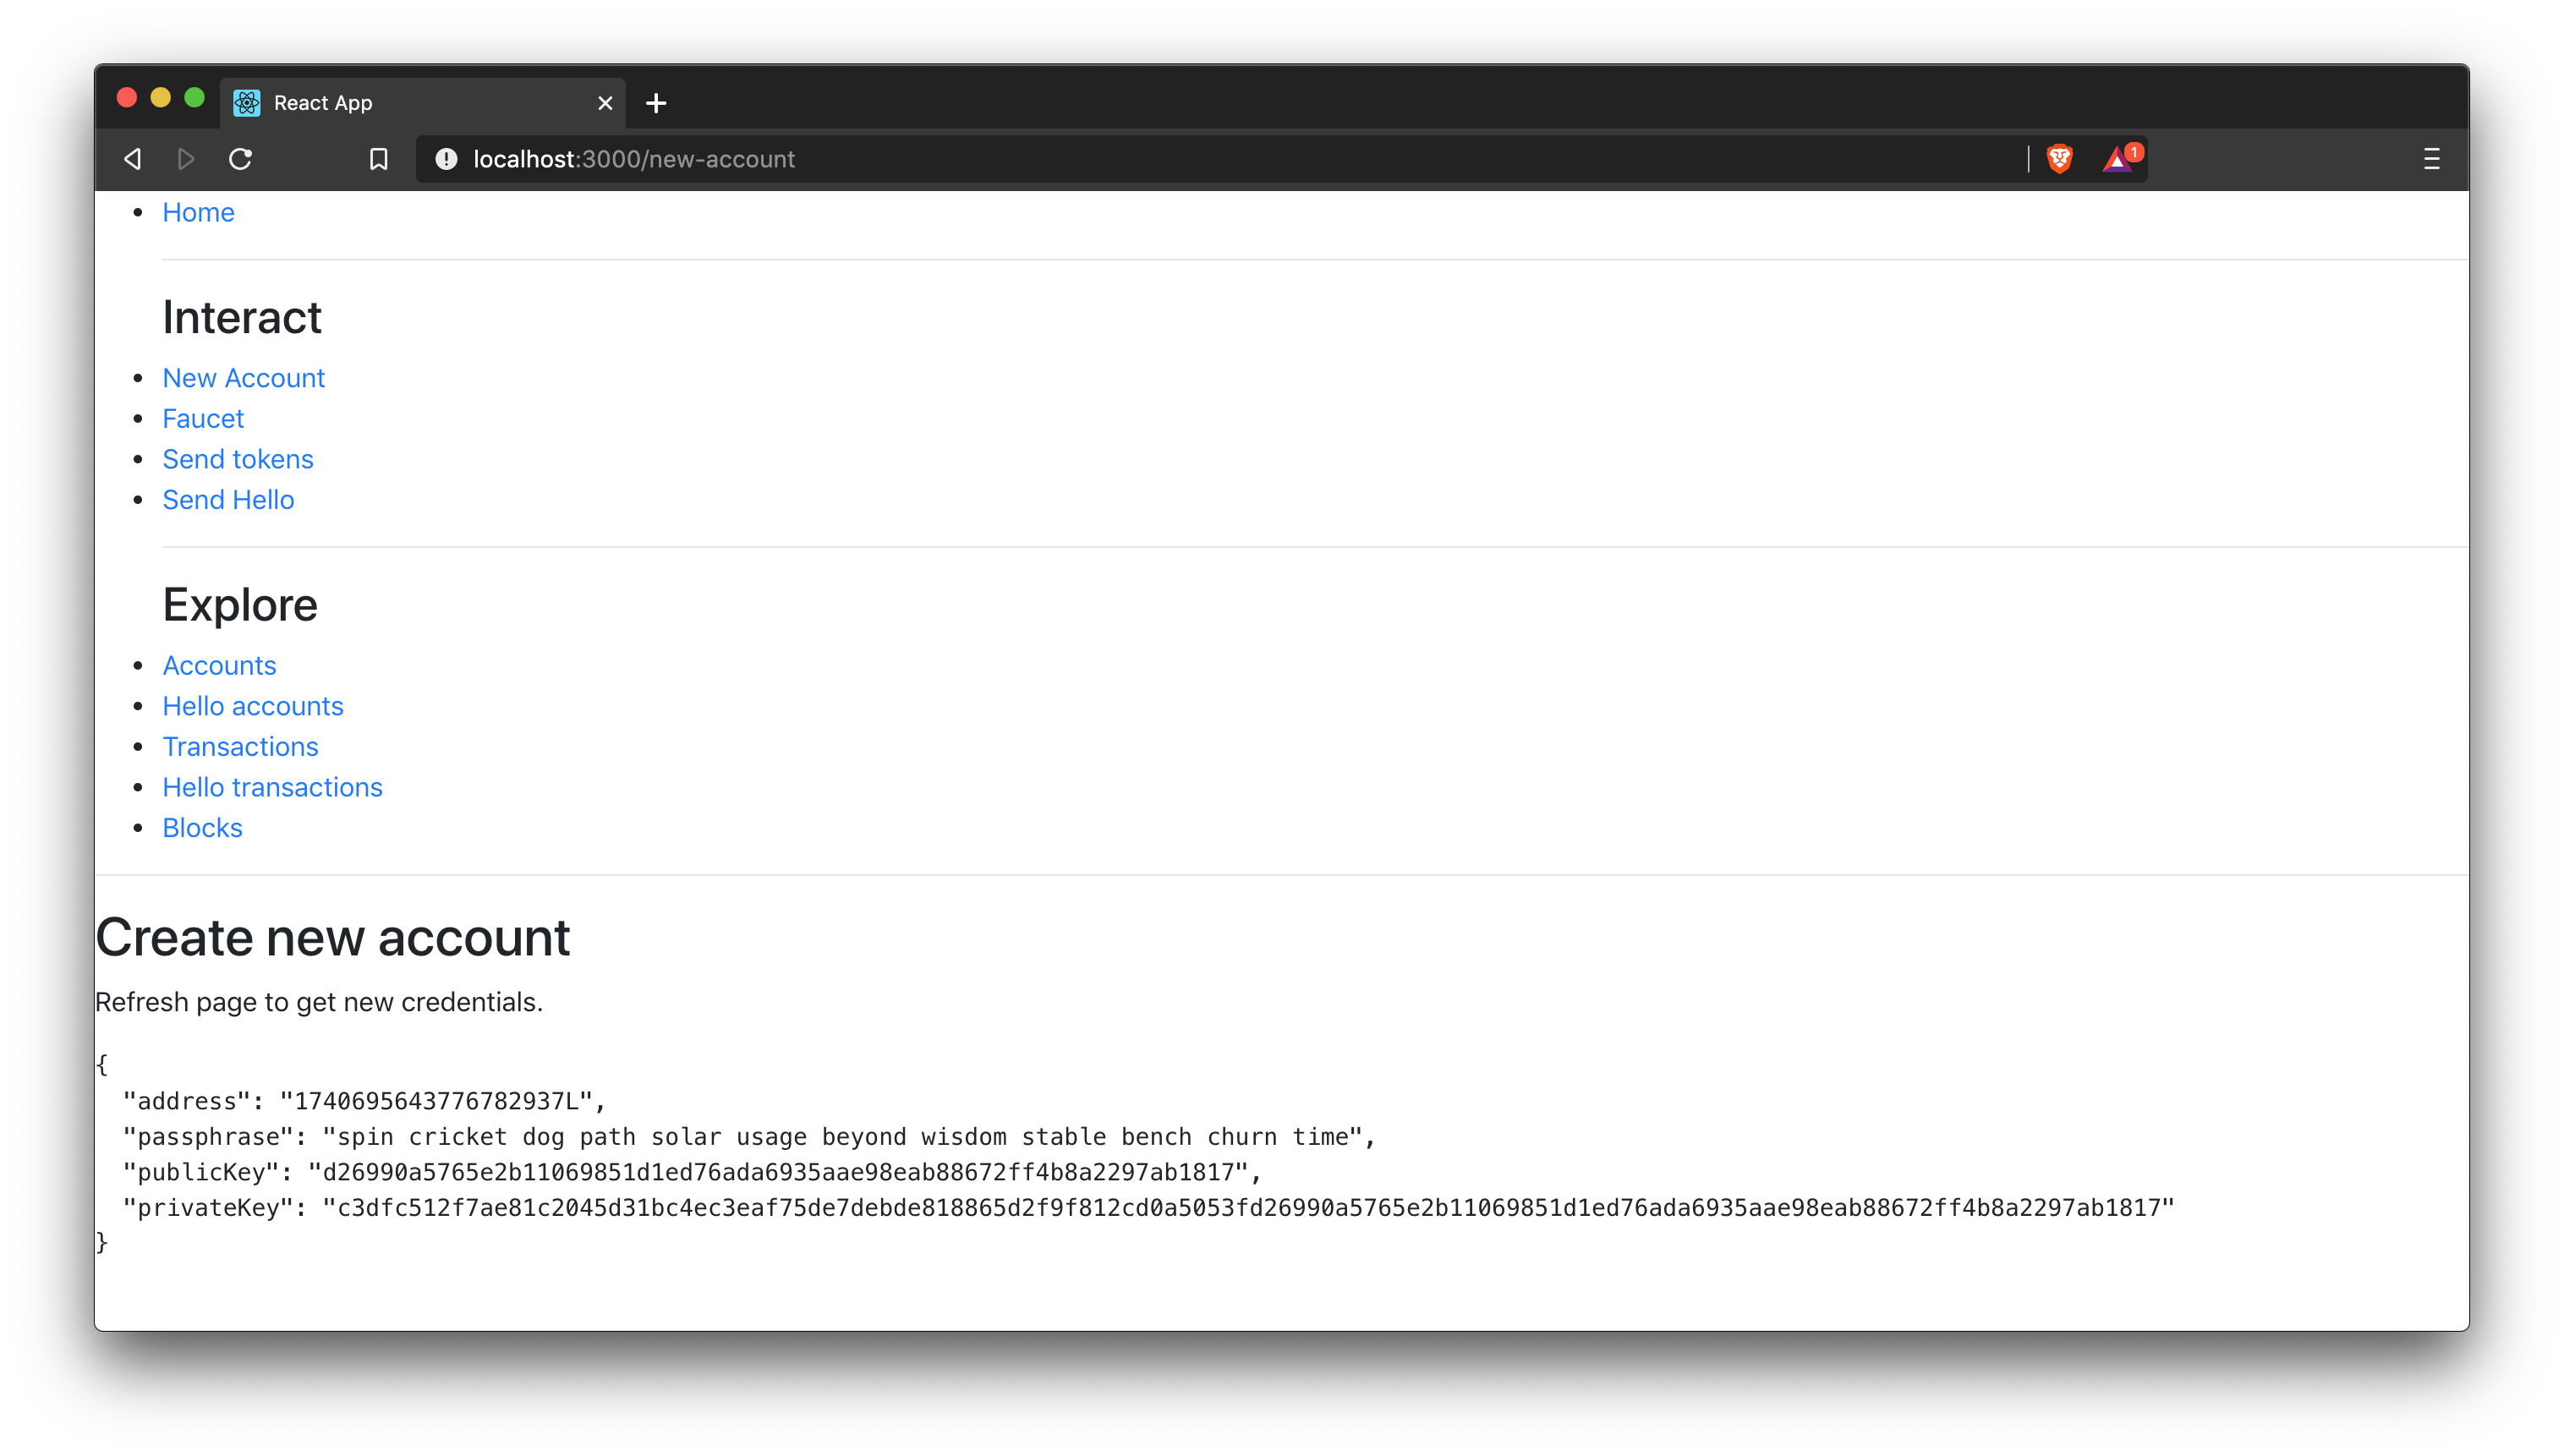 React App
localhost:3000/new-account
1
Home
Interact
New Account
Faucet
Send tokens
Send Hello
Explore
Accounts
Hello accounts
Transactions
Hello transactions
Blocks
Create new account
Refresh page to get new credentials.
{
  "address": "1740695643776782937L",
  "passphrase": "spin cricket dog path solar usage beyond wisdom stable bench churn time",
  "publicKey": "d26990a5765e2b11069851d1ed76ada6935aae98eab88672ff4b8a2297ab1817",
  "privateKey": "c3dfc512f7ae81c2045d31bc4ec3eaf75de7debde818865d2f9f812cd0a5053fd26990a5765e2b11069851d1ed76ada6935aae98eab88672ff4b8a2297ab1817"
}